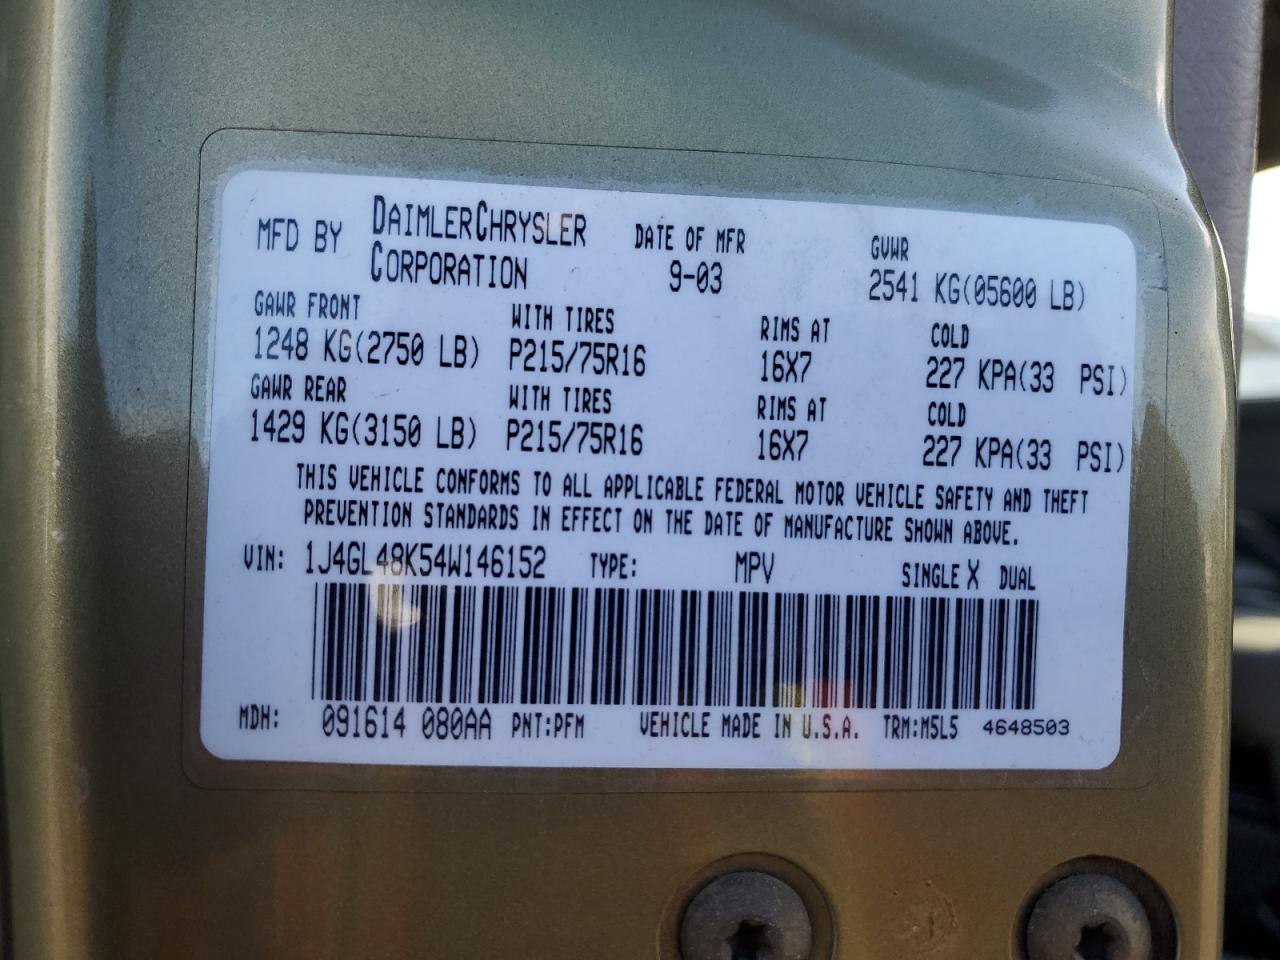 MFD BY DAIMLERCHRYSLER CORPORATION DATE OF MFR 9-03 GVWR 2541 KG(05600 LB)
GAWR FRONT WITH TIRES RIMS AT COLD
1248 KG(2750 LB) P215/75R16 16X7 227 KPA(33 PSI)
GAWR REAR WITH TIRES RIMS AT COLD
1429 KG(3150 LB) P215/75R16 16X7 227 KPA(33 PSI)
THIS VEHICLE CONFORMS TO ALL APPLICABLE FEDERAL MOTOR VEHICLE SAFETY AND THEFT
PREVENTION STANDARDS IN EFFECT ON THE DATE OF MANUFACTURE SHOWN ABOVE.
VIN: 1J4GL48K54W146152 TYPE: MPV SINGLE X DUAL
MDH: 091614 080AA PNT:PFM VEHICLE MADE IN U.S.A. TRM:M5L5 4648503